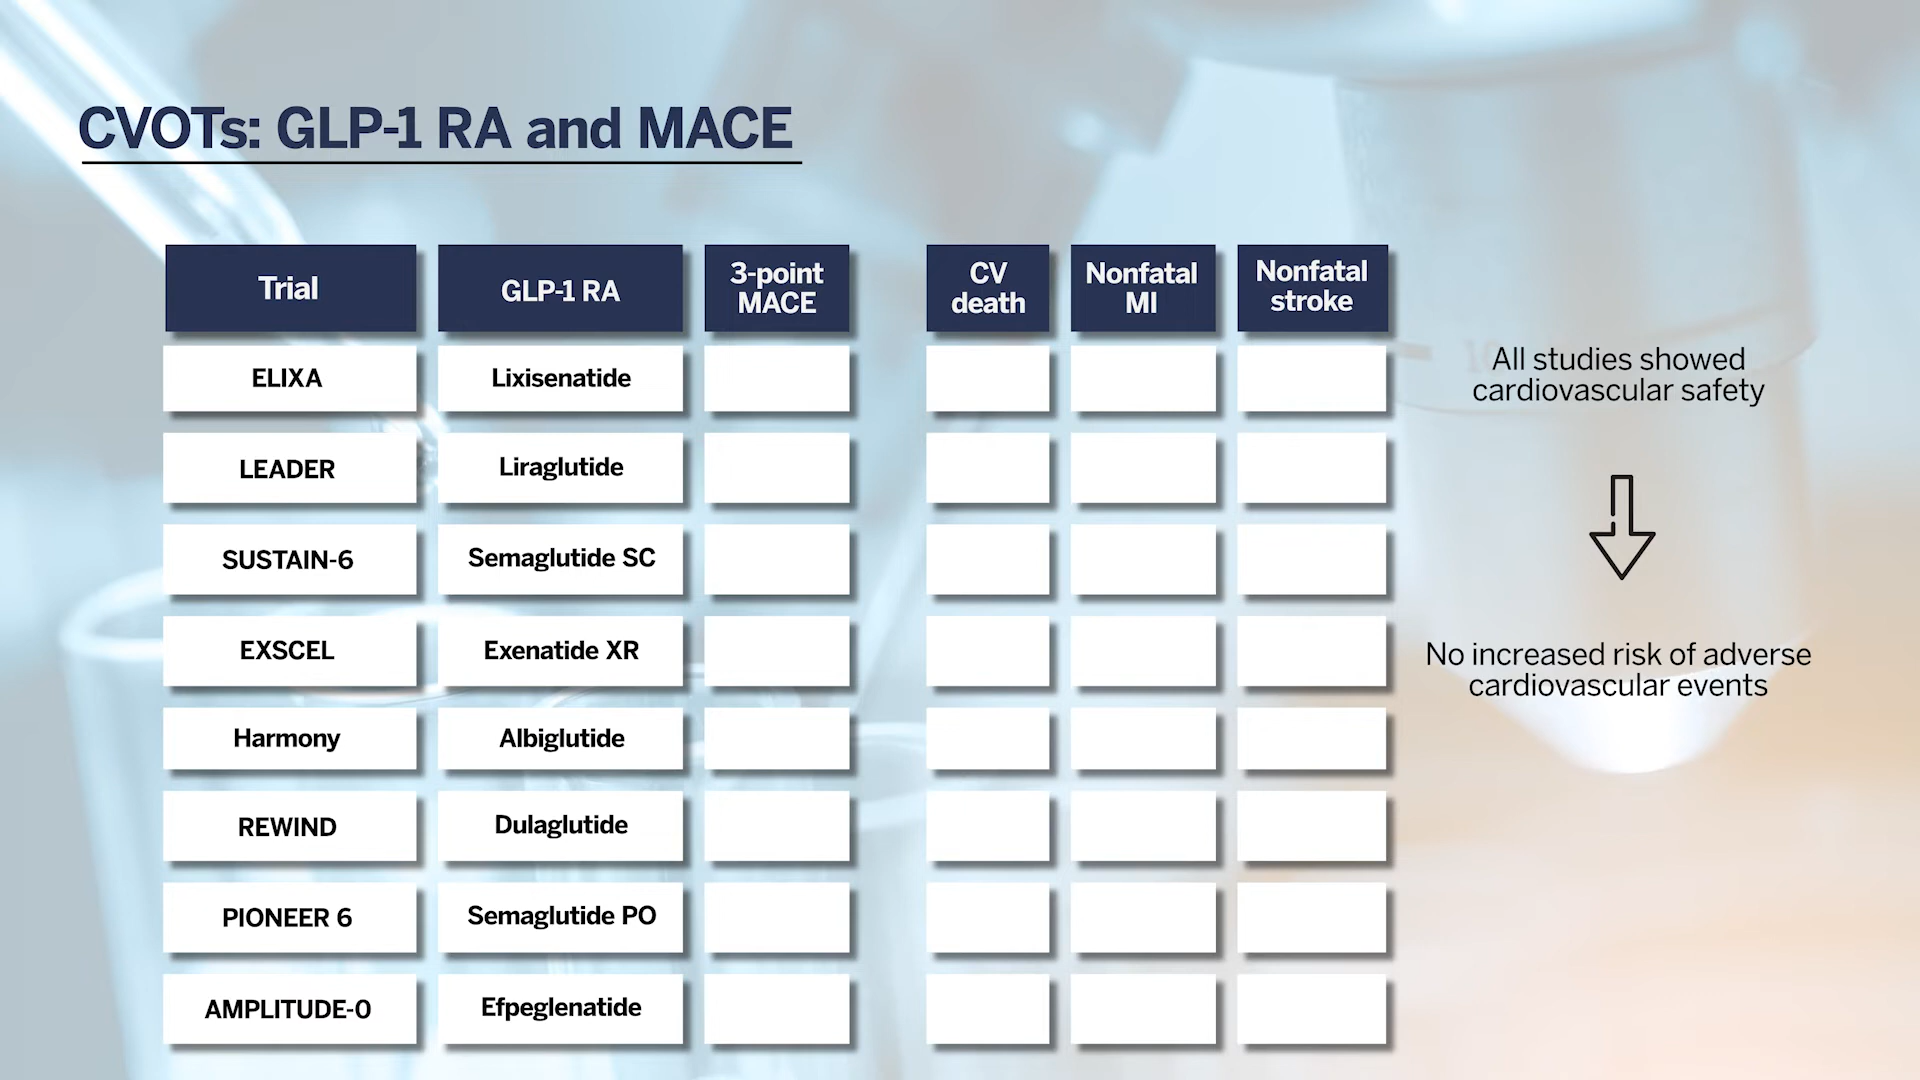 CVOTs: GLP-1 RA and MACE
Trial
GLP-1 RA
3-point
MACE
CV
death
Nonfatal
MI
Nonfatal
stroke
ELIXA
Lixisenatide
LEADER
Liraglutide
SUSTAIN-6
Semaglutide SC
EXSCEL
Exenatide XR
Harmony
Albiglutide
REWIND
Dulaglutide
PIONEER 6
Semaglutide PO
AMPLITUDE-O
Efpeglenatide
All studies showed
cardiovascular safety
No increased risk of adverse
cardiovascular events